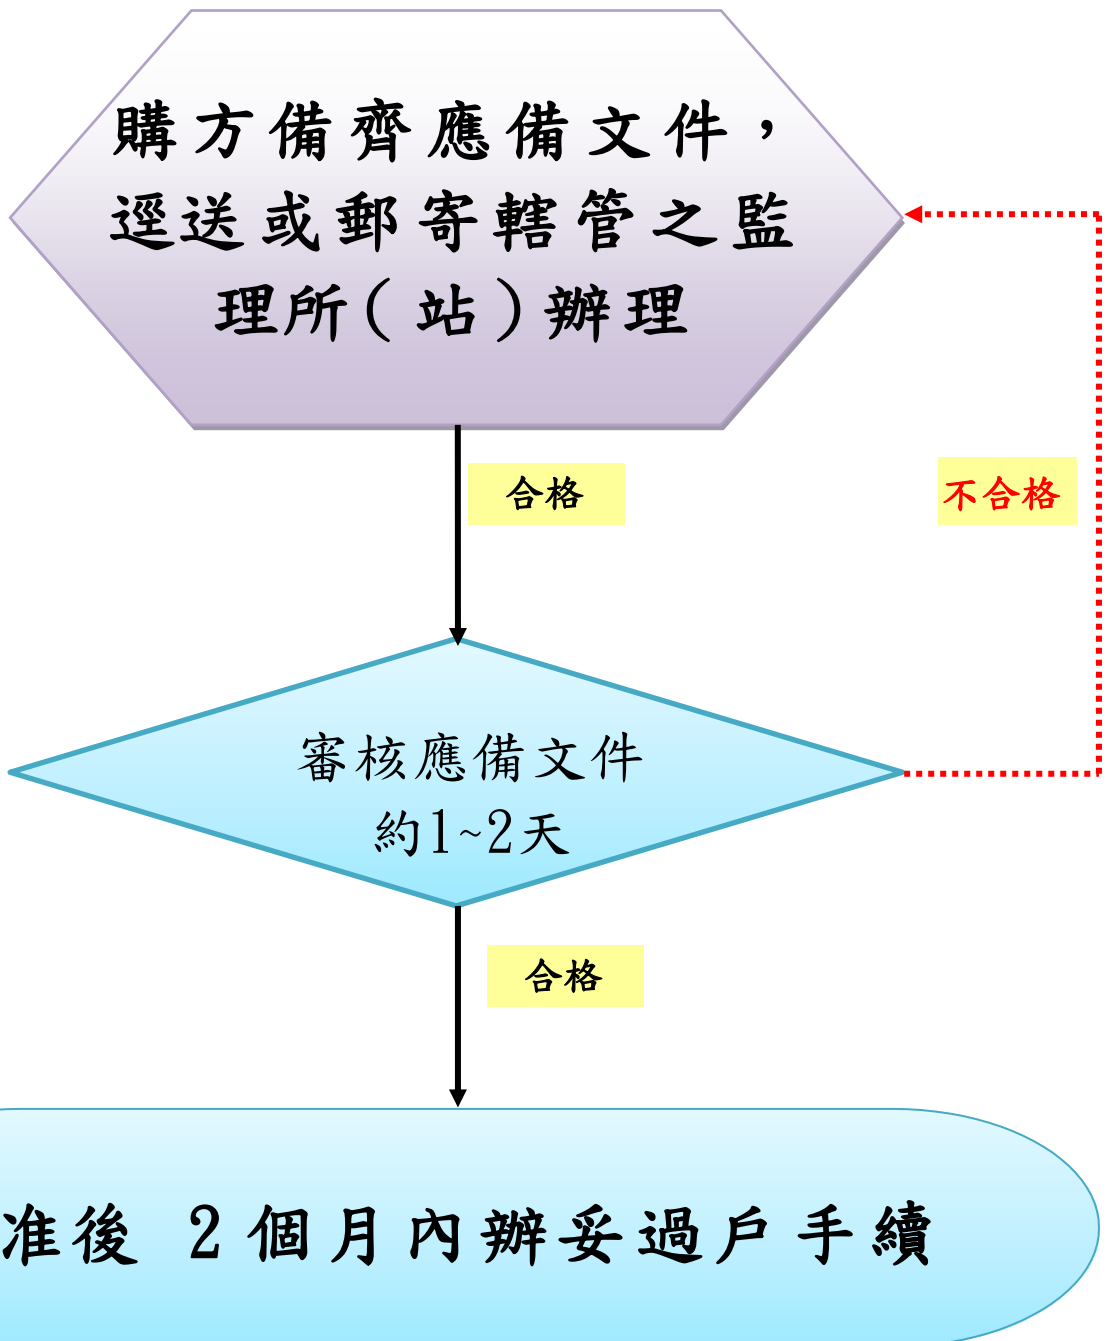 購方備齊應備文件，
逕送或郵寄轄管之監
理所(站)辦理
合格
不合格
審核應備文件
約1~2天
合格
准後 2個月內辦妥過戶手續